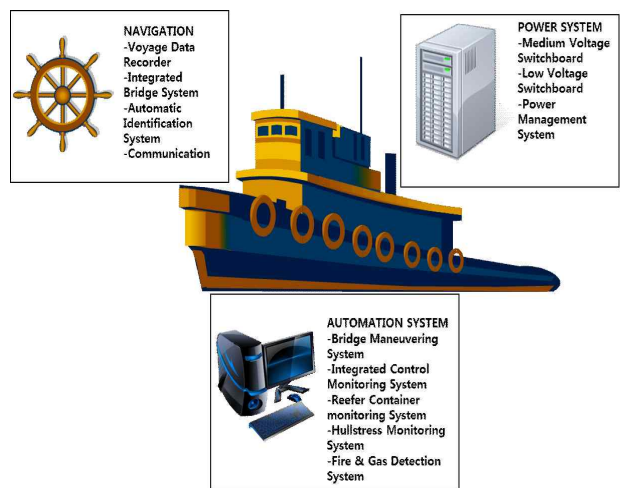 NAVIGATION
-Voyage Data
Recorder
-Integrated
Bridge System
-Automatic
Identification
System
-Communication
POWER SYSTEM
-Medium Voltage
Switchboard
-Low Voltage
Switchboard
-Power
Management
System
AUTOMATION SYSTEM
-Bridge Maneuvering
System
-Integrated Control
Monitoring System
-Reefer Container
monitoring System
-Hullstress Monitoring
System
-Fire & Gas Detection
System